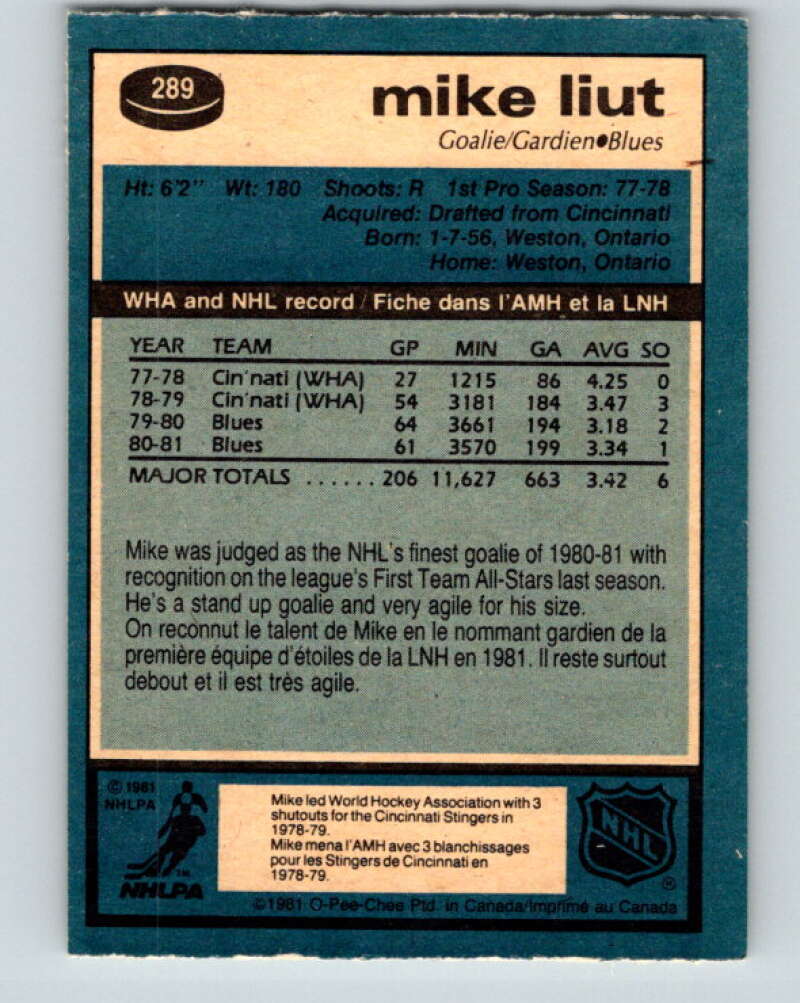 289
mike liut
Goalie/Gardien●Blues
Ht: 6'2" Wt: 180 Shoots: R 1st Pro Season: 77-78
Acquired: Drafted from Cincinnati
Born: 1-7-56, Weston, Ontario
Home: Weston, Ontario
WHA and NHL record / Fiche dans l'AMH et la LNH
YEAR TEAM GP MIN GA AVG SO
77-78 Cin'nati (WHA) 27 1215 86 4.25 0
78-79 Cin'nati (WHA) 54 3181 184 3.47 3
79-80 Blues 64 3661 194 3.18 2
80-81 Blues 61 3570 199 3.34 1
MAJOR TOTALS ...... 206 11,627 663 3.42 6
Mike was judged as the NHL's finest goalie of 1980-81 with
recognition on the league's First Team All-Stars last season.
He's a stand up goalie and very agile for his size.
On reconnut le talent de Mike en le nommant gardien de la
première équipe d'étoiles de la LNH en 1981. Il reste surtout
debout et il est très agile.
© 1981
NHLPA
TM
NHLPA
Mike led World Hockey Association with 3
shutouts for the Cincinnati Stingers in
1978-79.
Mike mena l'AMH avec 3 blanchissages
pour les Stingers de Cincinnati en
1978-79.
NHL
®
©1981 O-Pee-Chee Ptd. in Canada/Imprimé au Canada